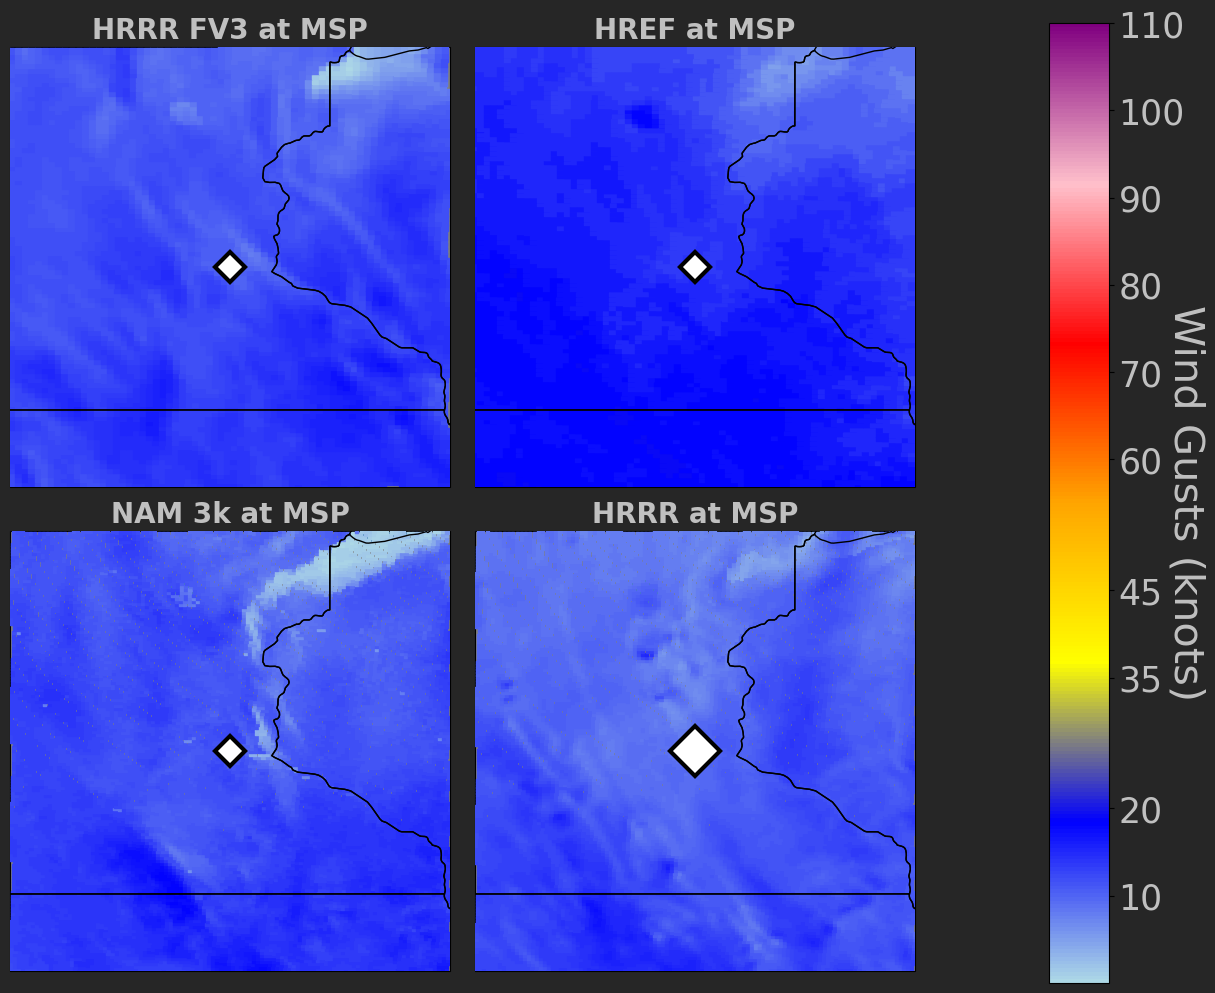 HRRR FV3 at MSP
HREF at MSP
NAM 3k at MSP
HRRR at MSP
110
100
90
80
70
60
45
35
20
10
Wind Gusts (knots)